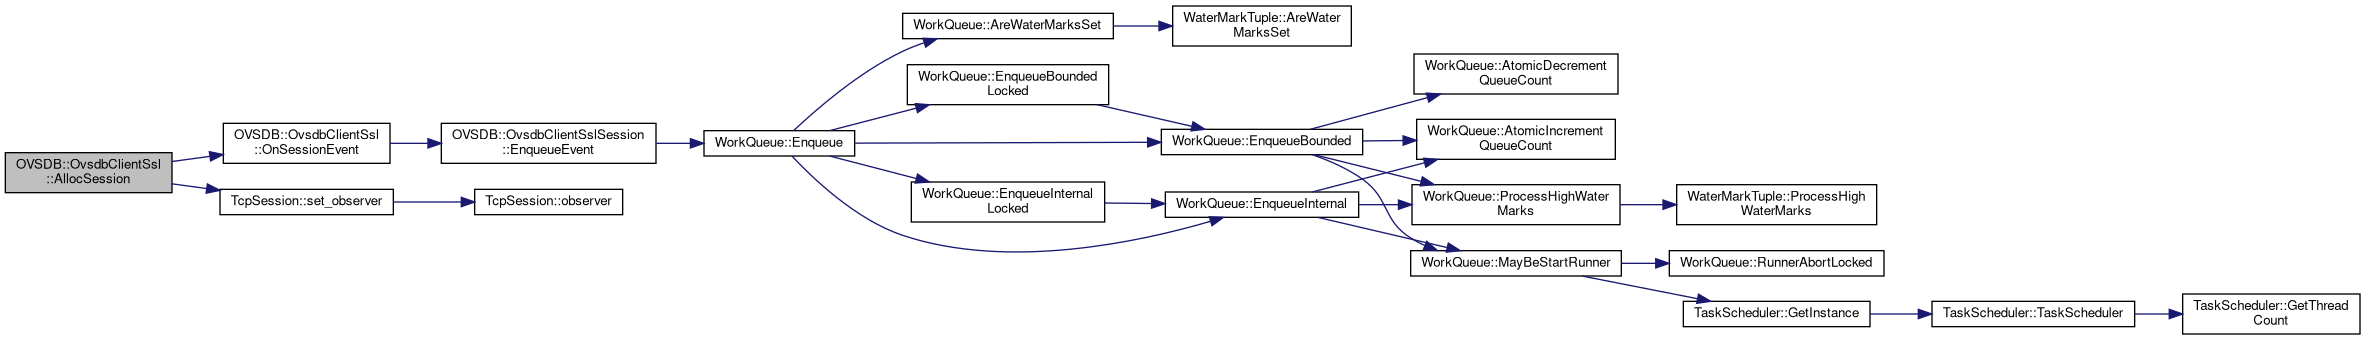 OVSDB::OvsdbClientSsl
::AllocSession
OVSDB::OvsdbClientSsl
::OnSessionEvent
TcpSession::set_observer
OVSDB::OvsdbClientSslSession
::EnqueueEvent
TcpSession::observer
WorkQueue::Enqueue
WorkQueue::AreWaterMarksSet
WorkQueue::EnqueueBounded
Locked
WorkQueue::EnqueueInternal
Locked
WaterMarkTuple::AreWater
MarksSet
WorkQueue::EnqueueBounded
WorkQueue::EnqueueInternal
WorkQueue::AtomicDecrement
QueueCount
WorkQueue::AtomicIncrement
QueueCount
WorkQueue::ProcessHighWater
Marks
WorkQueue::MayBeStartRunner
WaterMarkTuple::ProcessHigh
WaterMarks
WorkQueue::RunnerAbortLocked
TaskScheduler::GetInstance
TaskScheduler::TaskScheduler
TaskScheduler::GetThread
Count